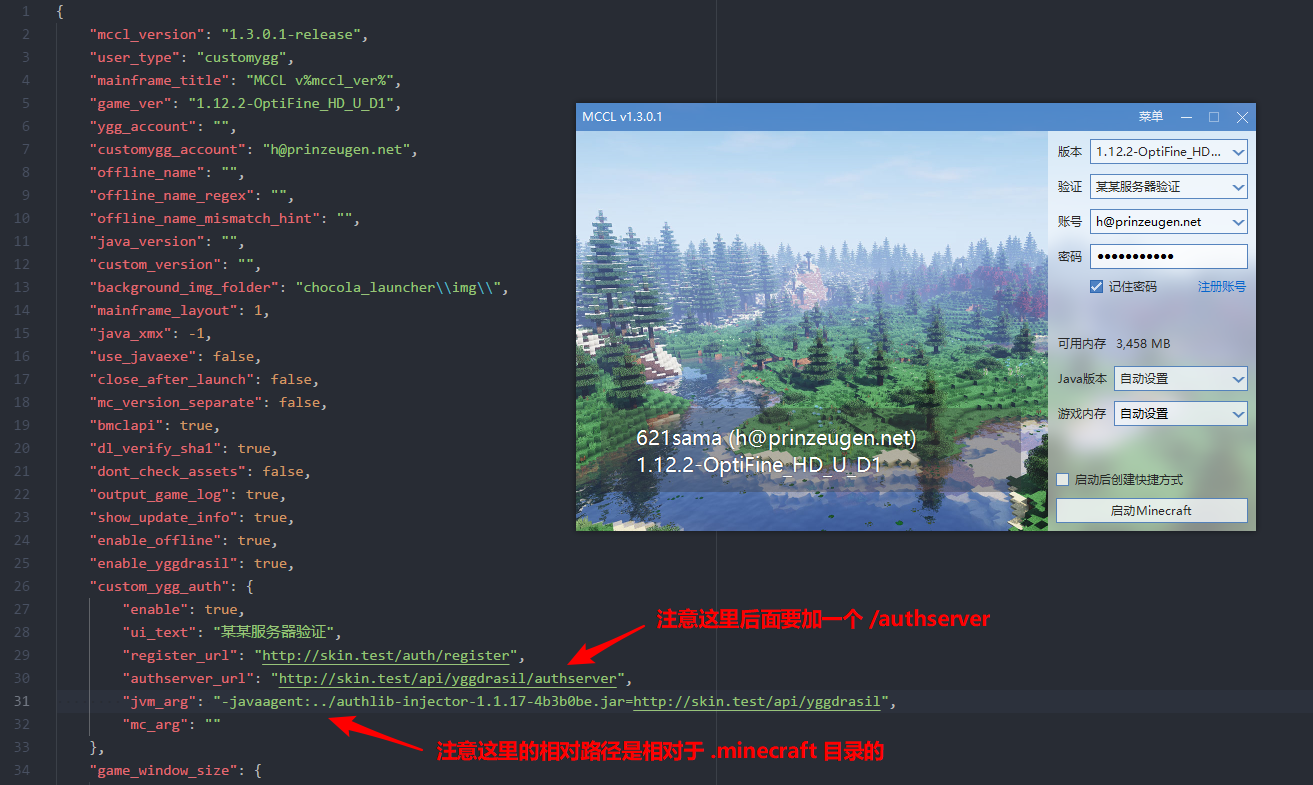 1 {
2 "mccl_version": "1.3.0.1-release",
3 "user_type": "customygg",
4 "mainframe_title": "MCCL v%mccl_ver%",
5 "game_ver": "1.12.2-OptiFine_HD_U_D1",
6 "ygg_account": "",
7 "customygg_account": "h@prinzeugen.net",
8 "offline_name": "",
9 "offline_name_regex": "",
10 "offline_name_mismatch_hint": "",
11 "java_version": "",
12 "custom_version": "",
13 "background_img_folder": "chocola_launcher\\img\\",
14 "mainframe_layout": 1,
15 "java_xmx": -1,
16 "use_javaexe": false,
17 "close_after_launch": false,
18 "mc_version_separate": false,
19 "bmclapi": true,
20 "dl_verify_sha1": true,
21 "dont_check_assets": false,
22 "output_game_log": true,
23 "show_update_info": true,
24 "enable_offline": true,
25 "enable_yggdrasil": true,
26 "custom_ygg_auth": {
27 "enable": true,
28 "ui_text": "某某服务器验证",
29 "register_url": "http://skin.test/auth/register",
30 "authserver_url": "http://skin.test/api/yggdrasil/authserver",
31 "jvm_arg": "-javaagent:../authlib-injector-1.1.17-4b3b0be.jar=http://skin.test/api/yggdrasil",
32 "mc_arg": ""
33 },
34 "game_window_size": {
注意这里后面要加一个 /authserver
注意这里的相对路径是相对于 .minecraft 目录的
MCCL v1.3.0.1 菜单
版本 1.12.2-OptiFine_HD...
验证 某某服务器验证
账号 h@prinzeugen.net
密码 ●●●●●●●●●●●
记住密码 注册账号
可用内存 3,458 MB
Java版本 自动设置
游戏内存 自动设置
启动后创建快捷方式
启动Minecraft
621sama (h@prinzeugen.net)
1.12.2-OptiFine_HD_U_D1